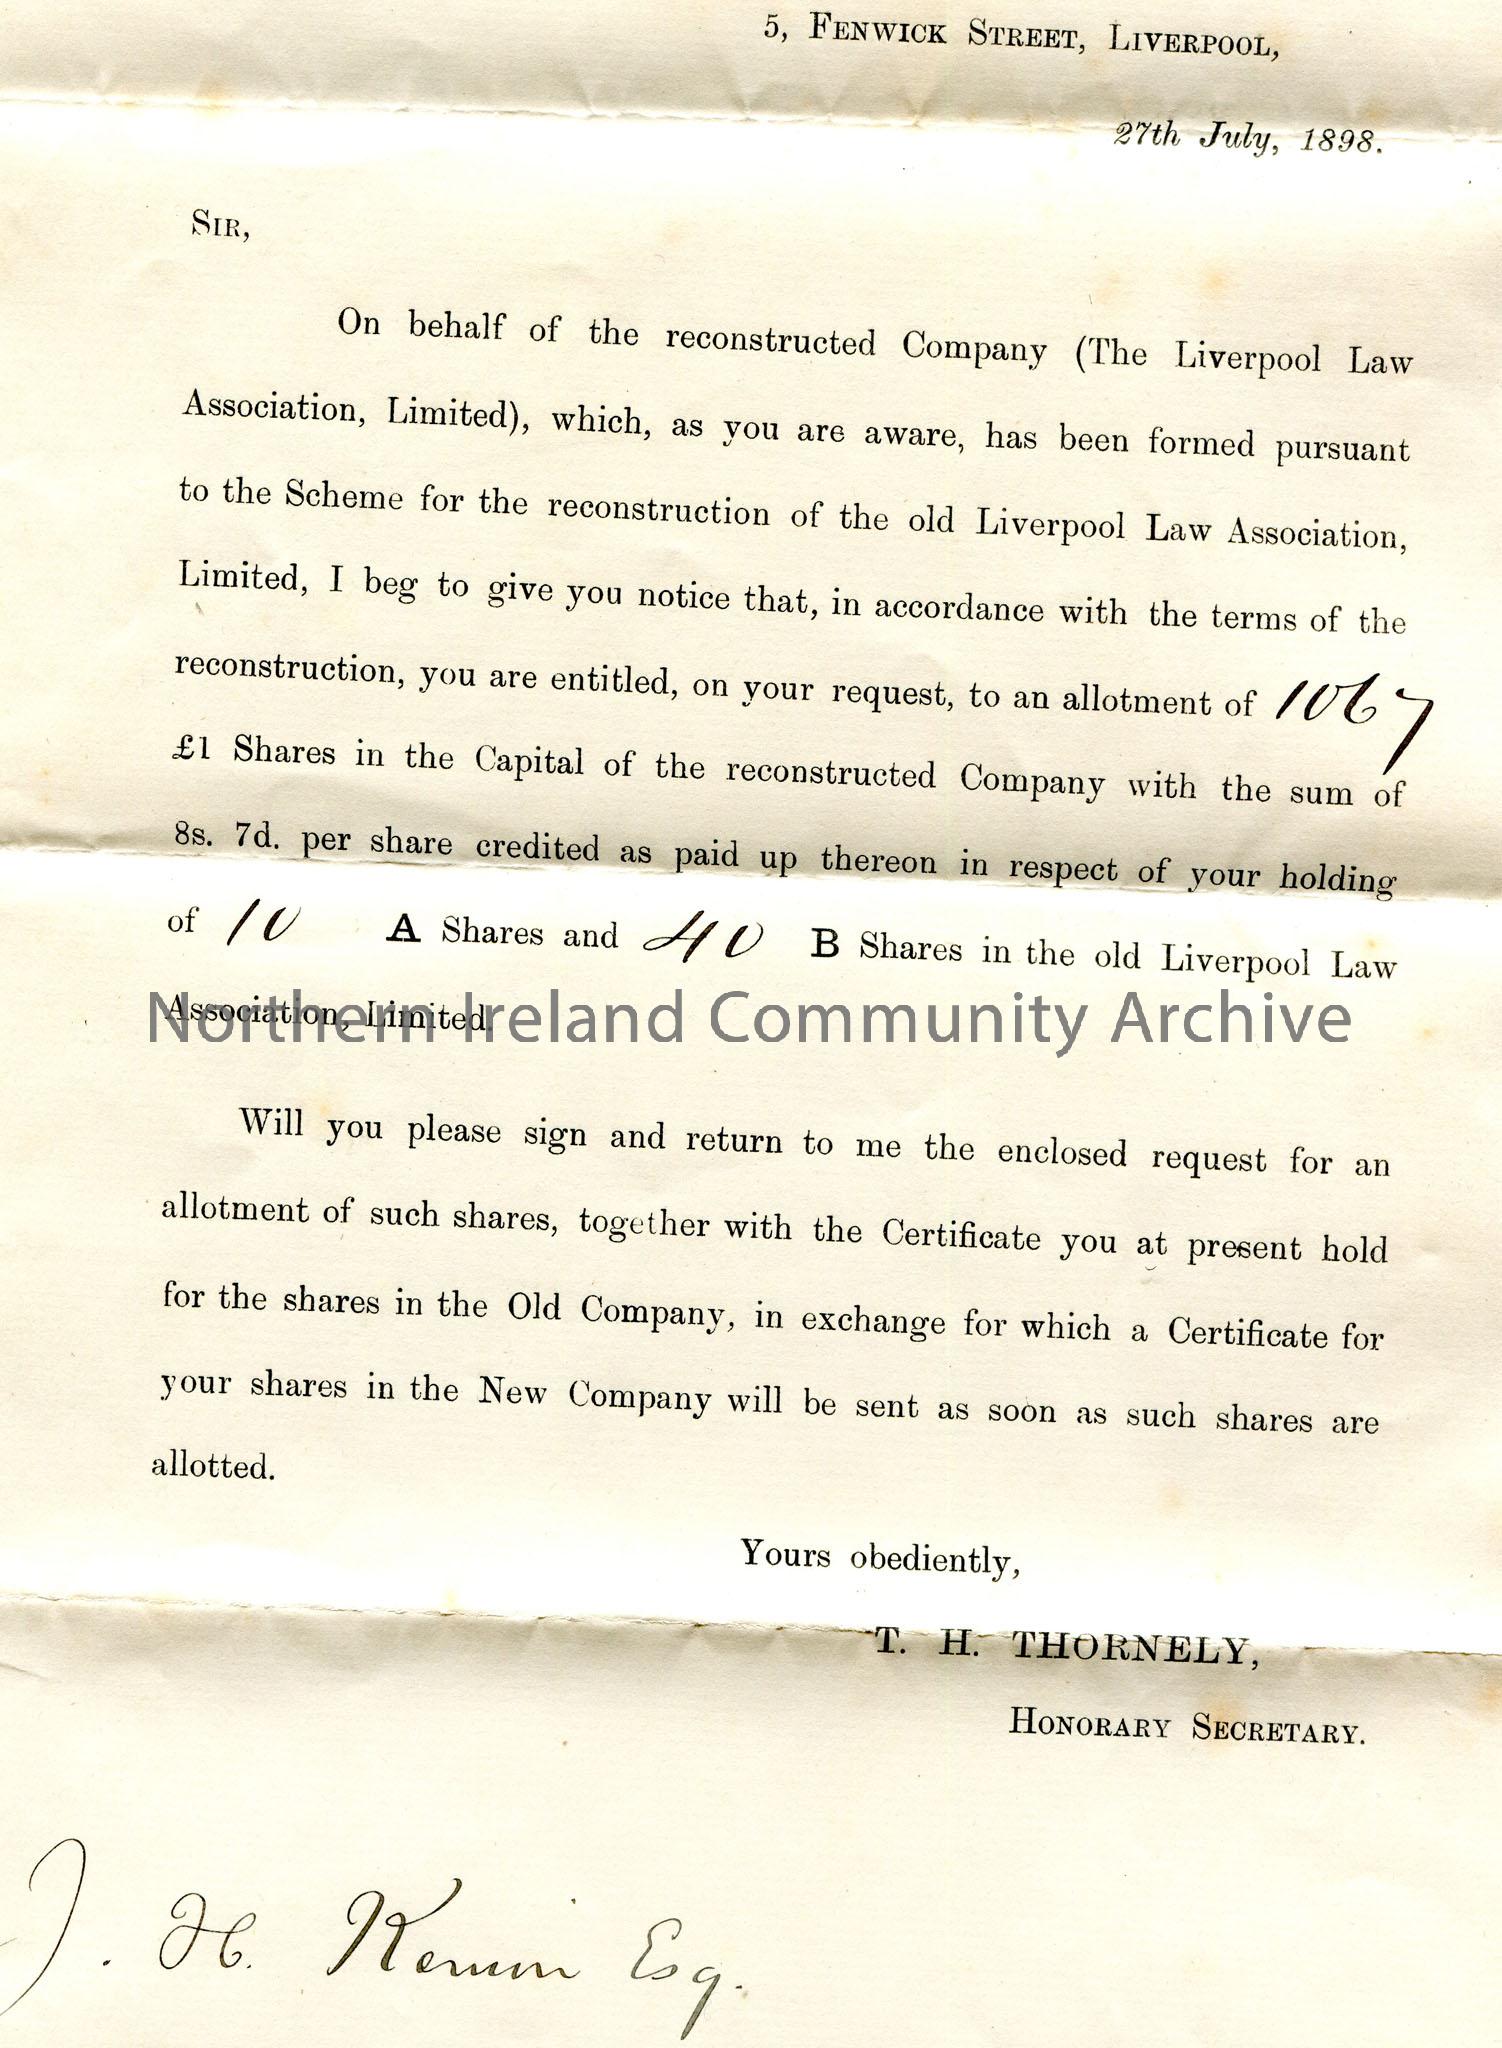 5, FENWICK STREET, LIVERPOOL,
27th July, 1898.
SIR,
On behalf of the reconstructed Company (The Liverpool Law
Association, Limited), which, as you are aware, has been formed pursuant
to the Scheme for the reconstruction of the old Liverpool Law Association,
Limited, I beg to give you notice that, in accordance with the terms of the
reconstruction, you are entitled, on your request, to an allotment of 1067
£1 Shares in the Capital of the reconstructed Company with the sum of
8s. 7d. per share credited as paid up thereon in respect of your holding
of 10 A Shares and 40 B Shares in the old Liverpool Law
Association, Limited.
Northern Ireland Community Archive
Will you please sign and return to me the enclosed request for an
allotment of such shares, together with the Certificate you at present hold
for the shares in the Old Company, in exchange for which a Certificate for
your shares in the New Company will be sent as soon as such shares are
allotted.
Yours obediently,
T. H. THORNELY,
HONORARY SECRETARY.
J. H. Esq.